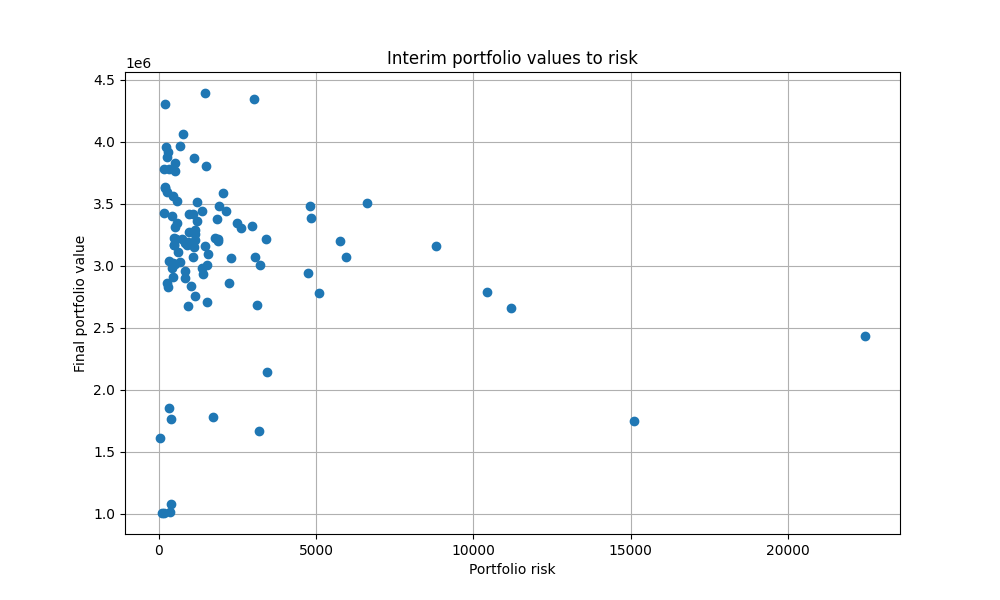 Interim portfolio values to risk
1e6
4.5
4.0
3.5
3.0
2.5
2.0
1.5
1.0
Final portfolio value
0 5000 10000 15000 20000
Portfolio risk